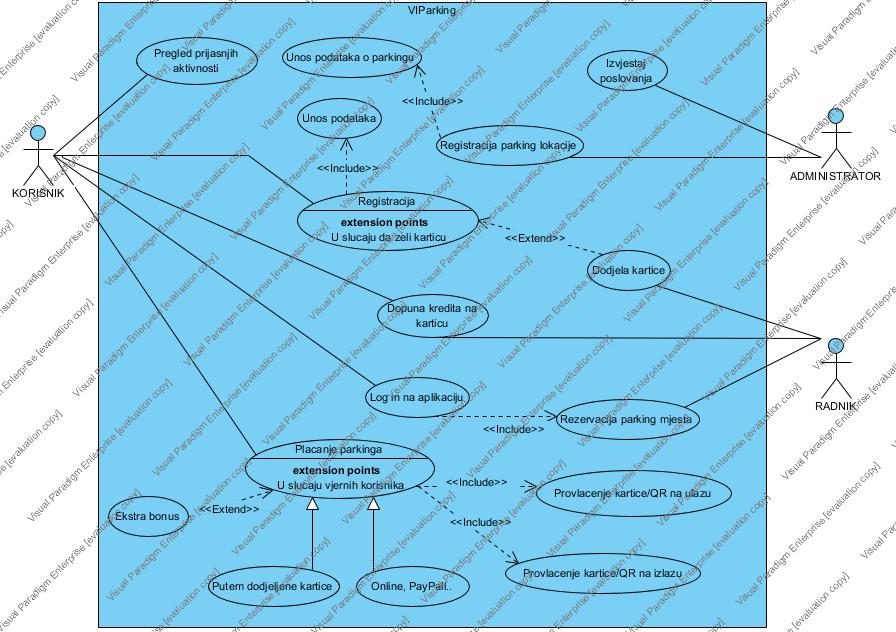 VIParking
Pregled prijasnjih
aktivnosti
Unos podataka o parkingu
Izvjestaj
poslovanja
<<Include>>
Unos podataka
Registracija parking lokacije
KORISNIK
ADMINISTRATOR
<<Include>>
Registracija
extension points
U slucaju da zeli karticu
<<Extend>>
Dodjela kartice
Dopuna kredita na
karticu
RADNIK
Log in na aplikaciju
<<Include>>
Rezervacija parking mjesta
Placanje parkinga
extension points
U slucaju vjernih korisnika
<<Include>>
Provlacenje kartice/QR na ulazu
<<Extend>>
Ekstra bonus
<<Include>>
Provlacenje kartice/QR na izlazu
Putem dodjeljene kartice
Online, PayPall..
Visual Paradigm Enterprise [evaluation copy]